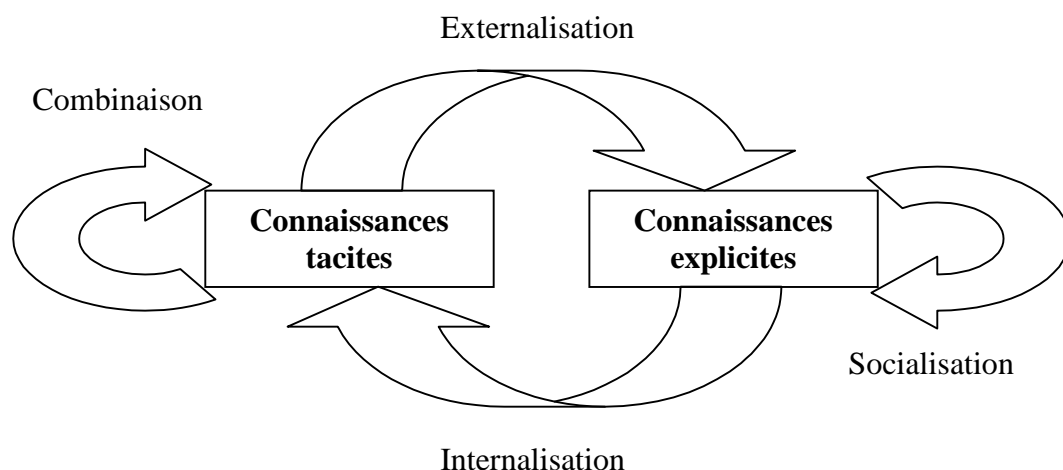 Externalisation
Combinaison
Connaissances
tacites
Connaissances
explicites
Socialisation
Internalisation